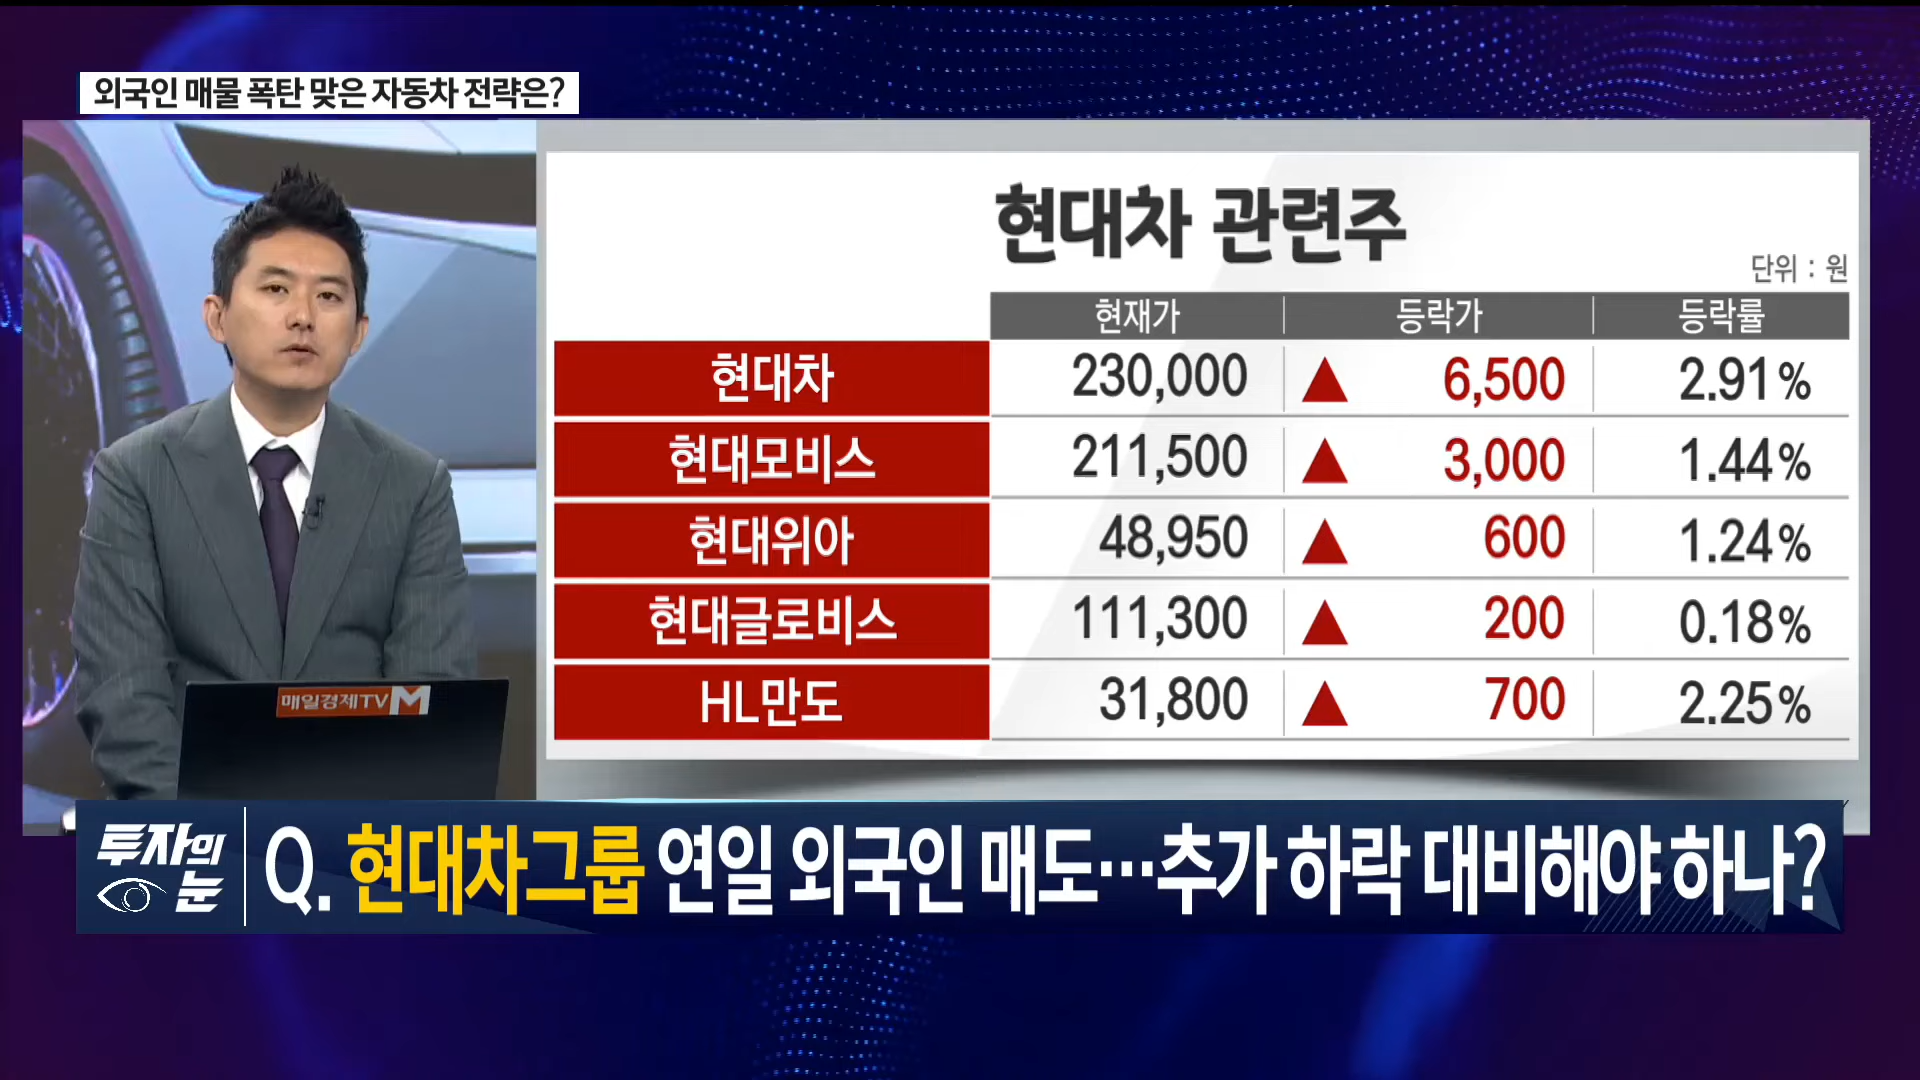 외국인 매물 폭탄 맞은 자동차 전략은?
현대차 관련주
단위 : 원
현재가 등락가 등락률
현대차 230,000 ▲ 6,500 2.91%
현대모비스 211,500 ▲ 3,000 1.44%
현대위아 48,950 ▲ 600 1.24%
현대글로비스 111,300 ▲ 200 0.18%
HL만도 31,800 ▲ 700 2.25%
매일경제TV M
투자의
눈
Q. 현대차그룹 연일 외국인 매도…추가 하락 대비해야 하나?